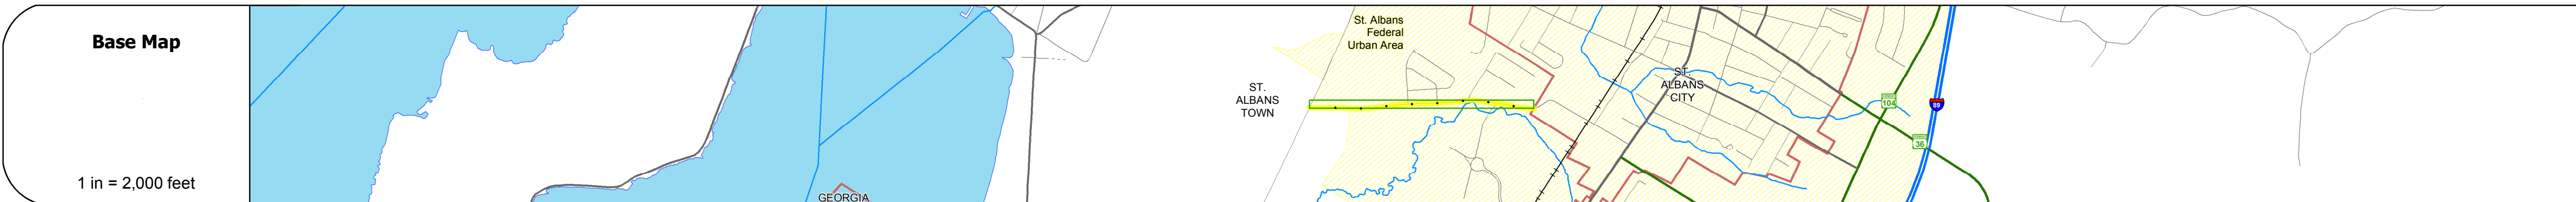 Base Map
1 in = 2,000 feet
GEORGIA
ST.
ALBANS
TOWN
St. Albans
Federal
Urban Area
ST.
ALBANS
CITY
104
36
89